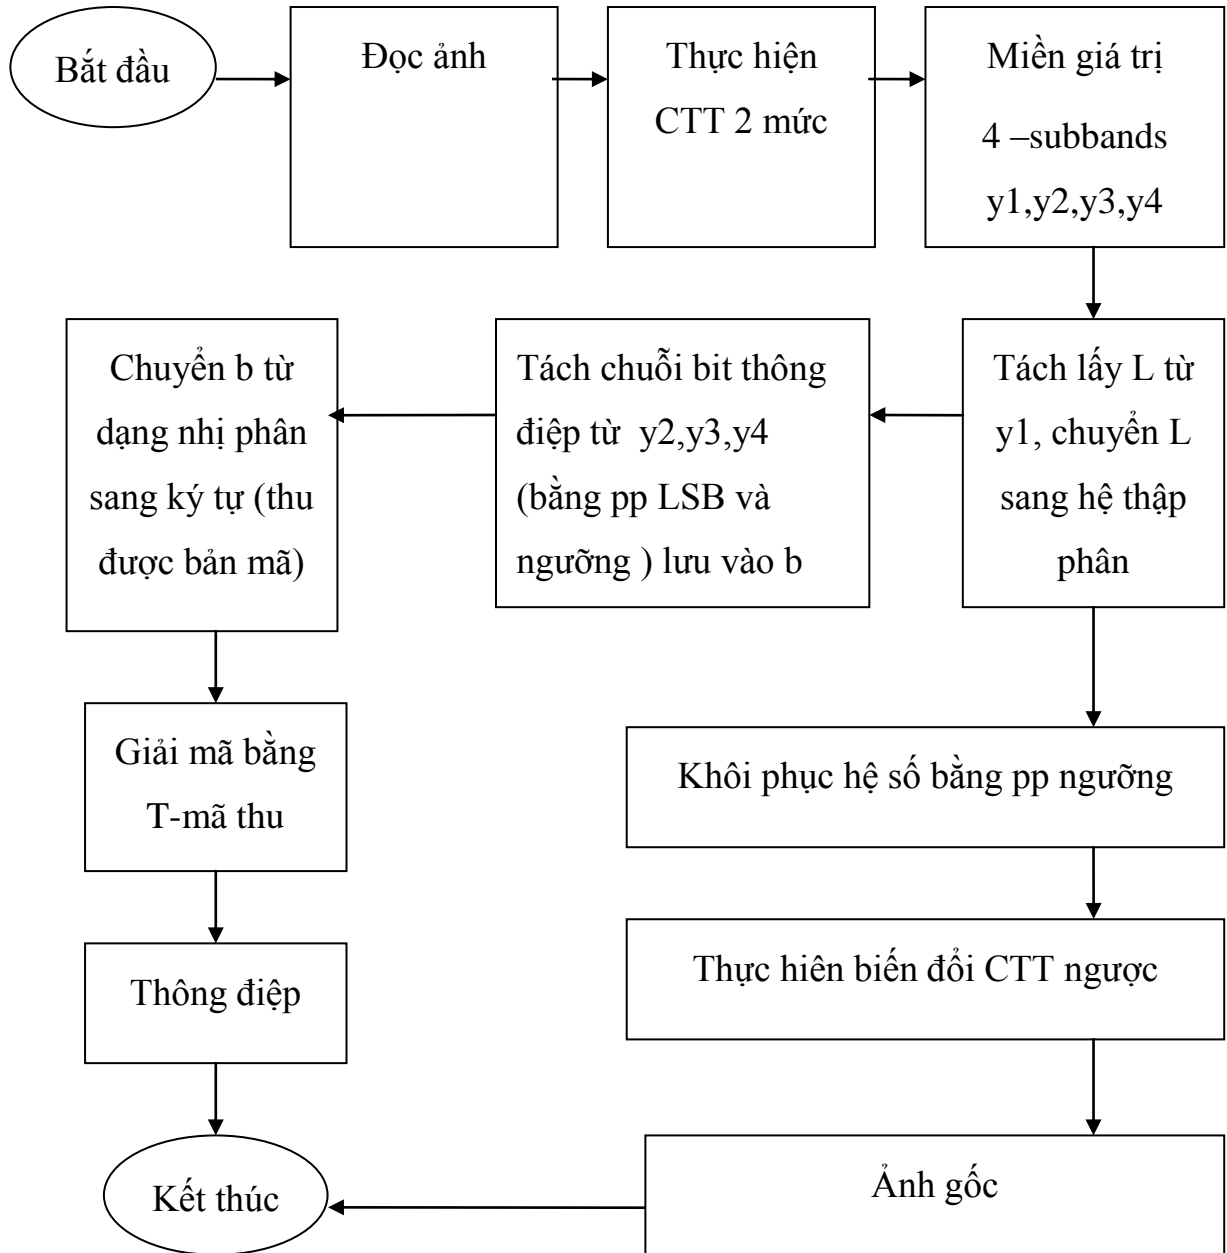 Bắt đầu
Đọc ảnh
Thực hiện
CTT 2 mức
Miền giá trị
4 –subbands
y1,y2,y3,y4
Tách lấy L từ
y1, chuyển L
sang hệ thập
phân
Tách chuỗi bit thông
điệp từ y2,y3,y4
(bằng pp LSB và
ngưỡng ) lưu vào b
Chuyển b từ
dạng nhị phân
sang ký tự (thu
được bản mã)
Giải mã bằng
T-mã thu
Thông điệp
Khôi phục hệ số bằng pp ngưỡng
Thực hiên biến đổi CTT ngược
Ảnh gốc
Kết thúc